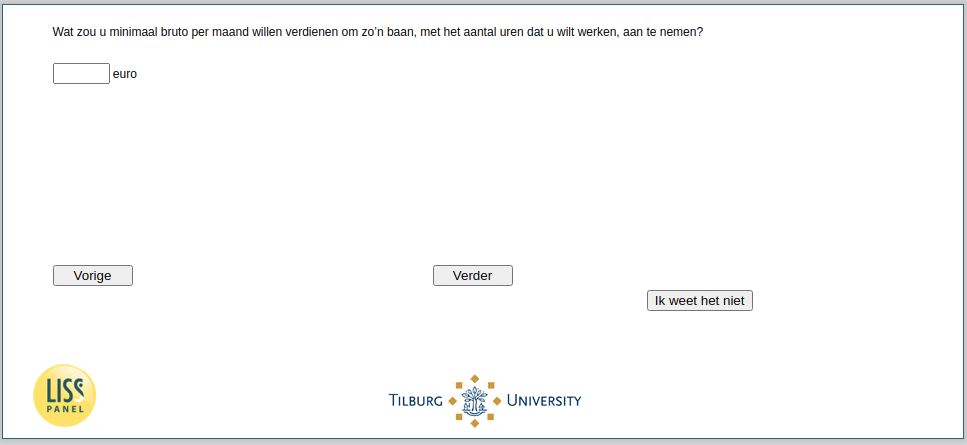 Wat zou u minimaal bruto per maand willen verdienen om zo’n baan, met het aantal uren dat u wilt werken, aan te nemen?
euro
Vorige
Verder
Ik weet het niet
LISS
PANEL
TILBURG UNIVERSITY